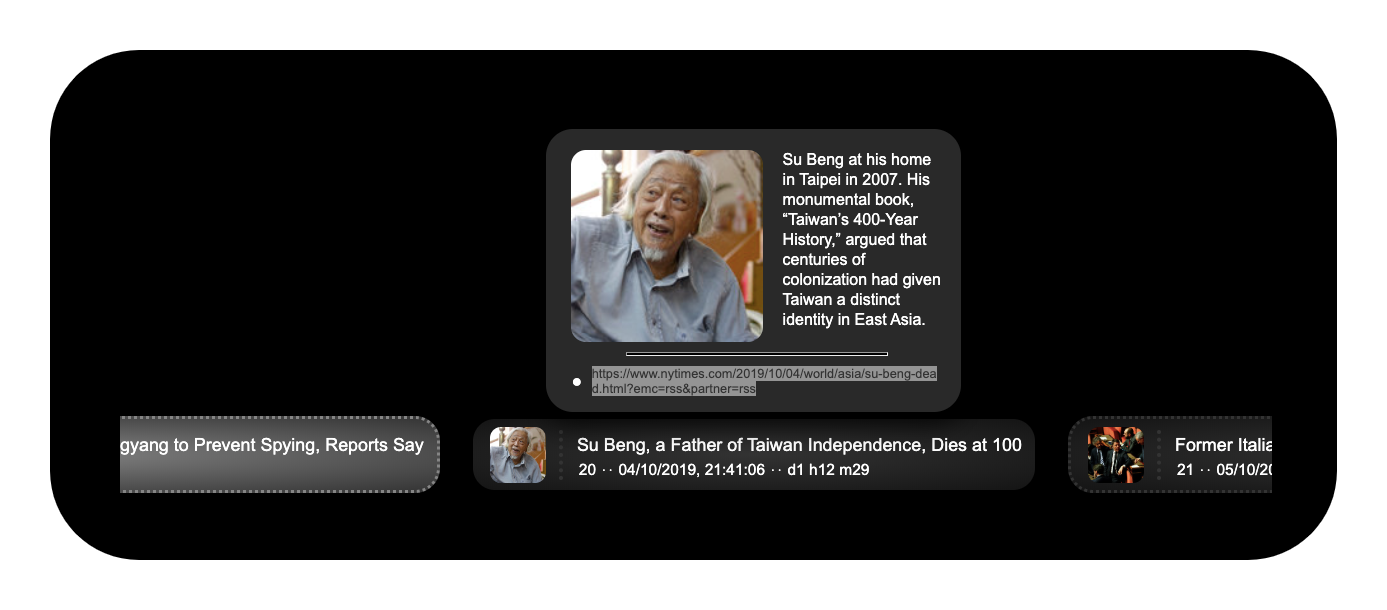 Su Beng at his home
in Taipei in 2007. His
monumental book,
“Taiwan’s 400-Year
History,” argued that
centuries of
colonization had given
Taiwan a distinct
identity in East Asia.
https://www.nytimes.com/2019/10/04/world/asia/su-beng-dea
d.html?emc=rss&partner=rss
gyang to Prevent Spying, Reports Say
Su Beng, a Father of Taiwan Independence, Dies at 100
20 ·· 04/10/2019, 21:41:06 ·· d1 h12 m29
Former Italia
21 ·· 05/10/20